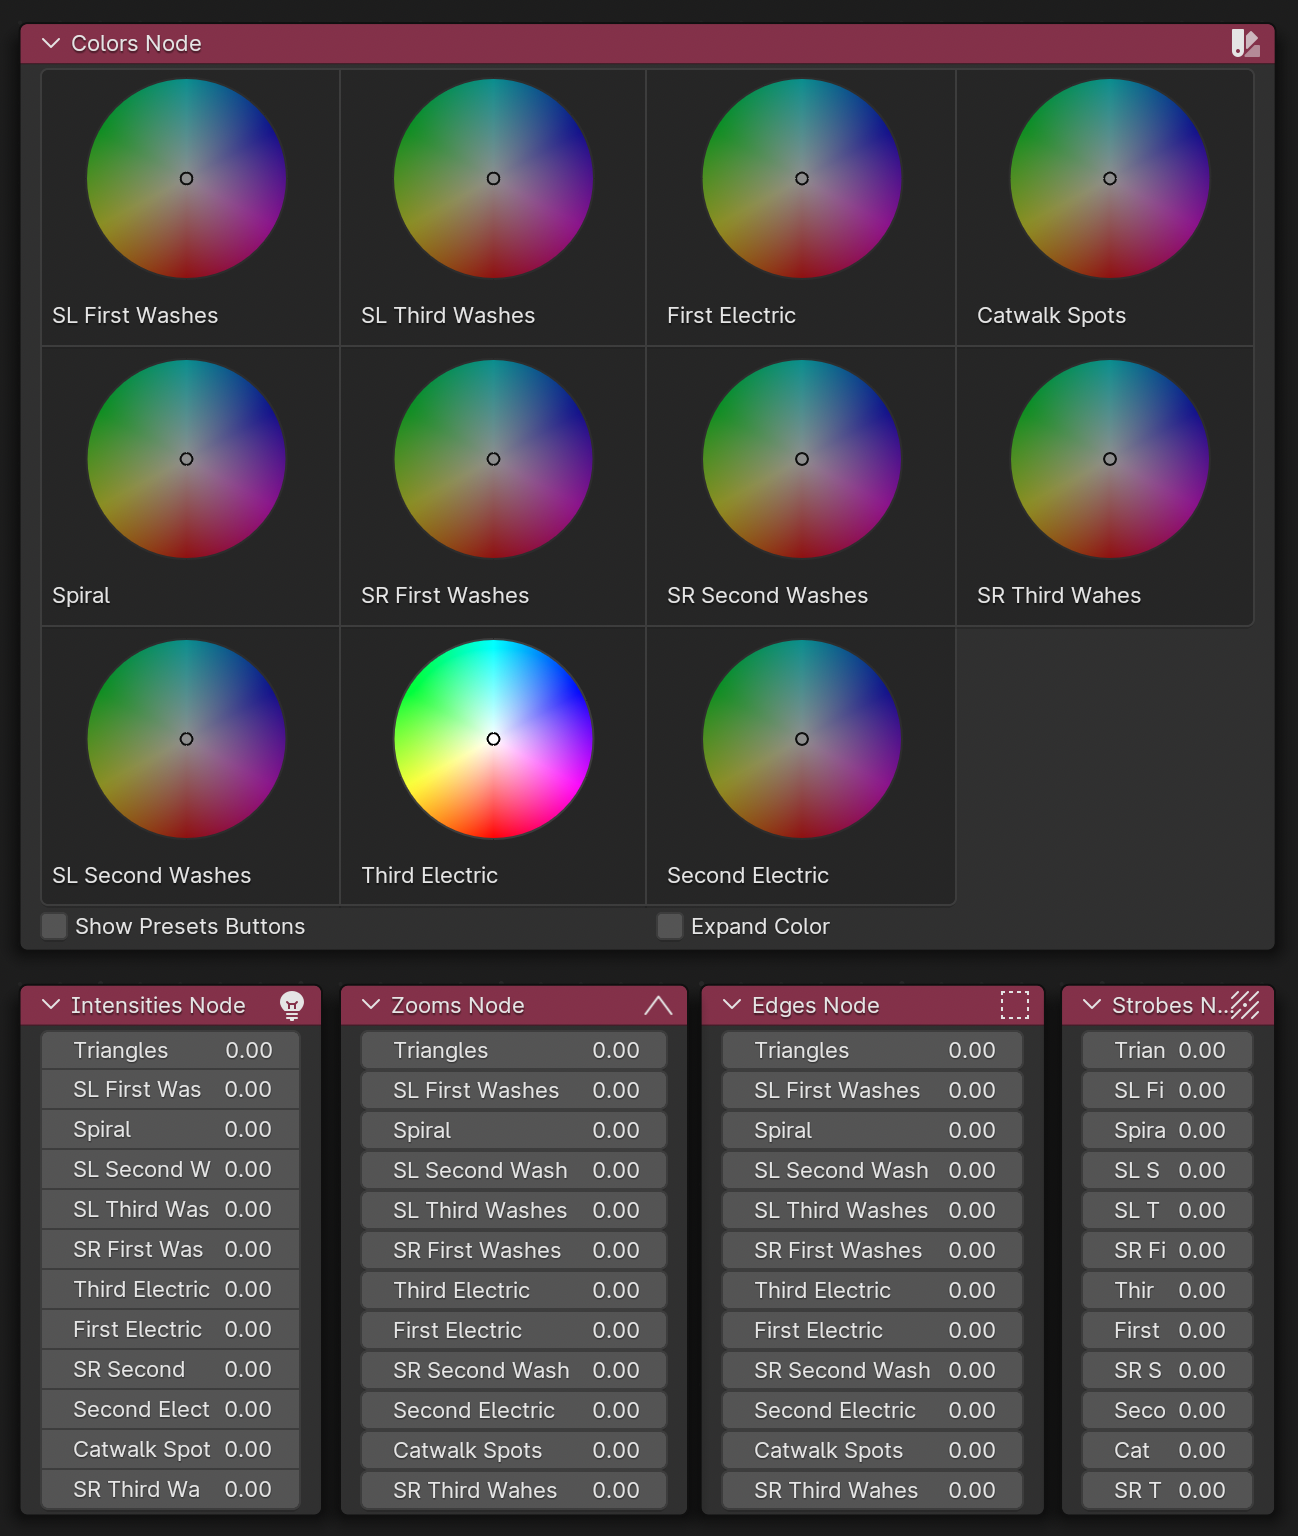 Colors Node
SL First Washes
SL Third Washes
First Electric
Catwalk Spots
Spiral
SR First Washes
SR Second Washes
SR Third Wahes
SL Second Washes
Third Electric
Second Electric
Show Presets Buttons
Expand Color
Intensities Node
Triangles 0.00
SL First Was 0.00
Spiral 0.00
SL Second W 0.00
SL Third Was 0.00
SR First Was 0.00
Third Electric 0.00
First Electric 0.00
SR Second 0.00
Second Elect 0.00
Catwalk Spot 0.00
SR Third Wa 0.00
Zooms Node
Triangles 0.00
SL First Washes 0.00
Spiral 0.00
SL Second Wash 0.00
SL Third Washes 0.00
SR First Washes 0.00
Third Electric 0.00
First Electric 0.00
SR Second Wash 0.00
Second Electric 0.00
Catwalk Spots 0.00
SR Third Wahes 0.00
Edges Node
Triangles 0.00
SL First Washes 0.00
Spiral 0.00
SL Second Wash 0.00
SL Third Washes 0.00
SR First Washes 0.00
Third Electric 0.00
First Electric 0.00
SR Second Wash 0.00
Second Electric 0.00
Catwalk Spots 0.00
SR Third Wahes 0.00
Strobes N...
Trian 0.00
SL Fi 0.00
Spira 0.00
SL S 0.00
SL T 0.00
SR Fi 0.00
Thir 0.00
First 0.00
SR S 0.00
Seco 0.00
Cat 0.00
SR T 0.00